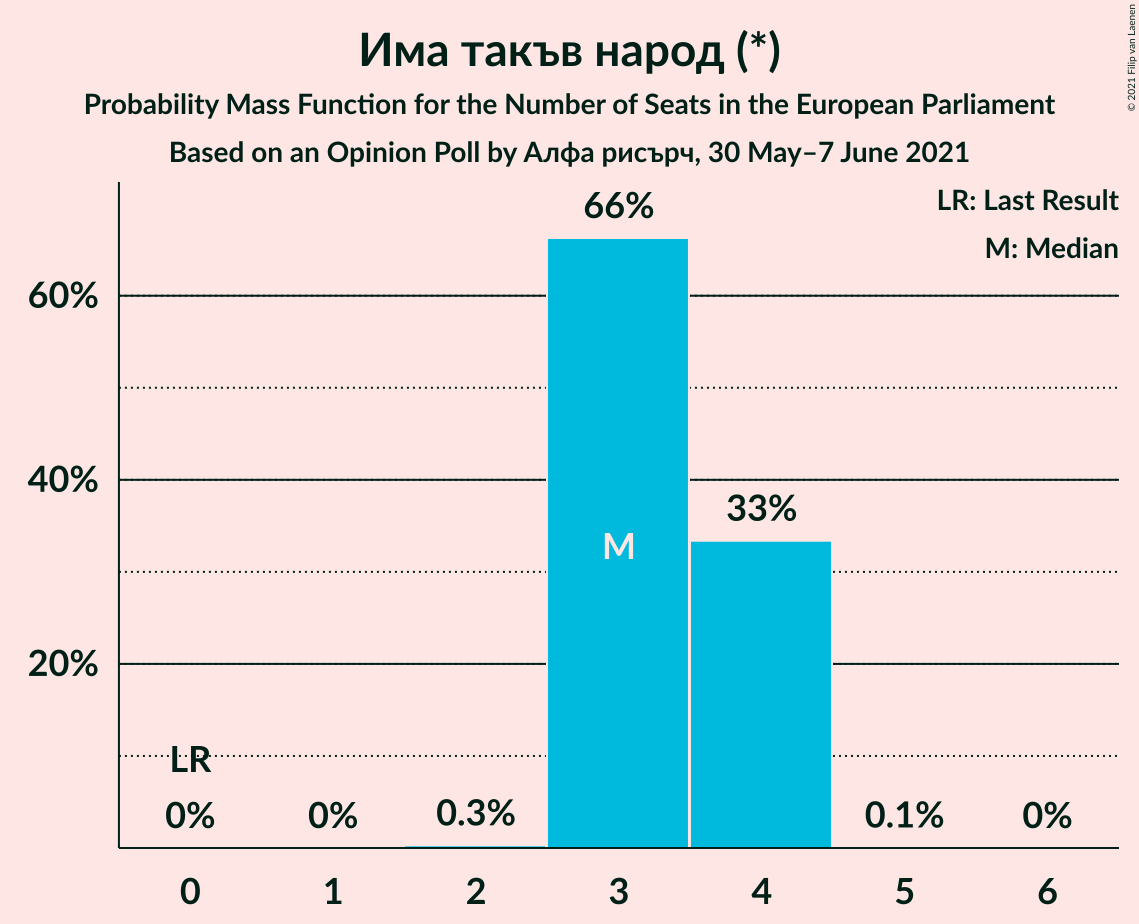 Има такъв народ (*)
Probability Mass Function for the Number of Seats in the European Parliament
Based on an Opinion Poll by Алфа рисърч, 30 May–7 June 2021
© 2021 Filip van Laenen
LR: Last Result
M: Median
66%
60%
40%
33%
M
20%
LR
0%
0%
0.3%
0.1%
0%
0
1
2
3
4
5
6